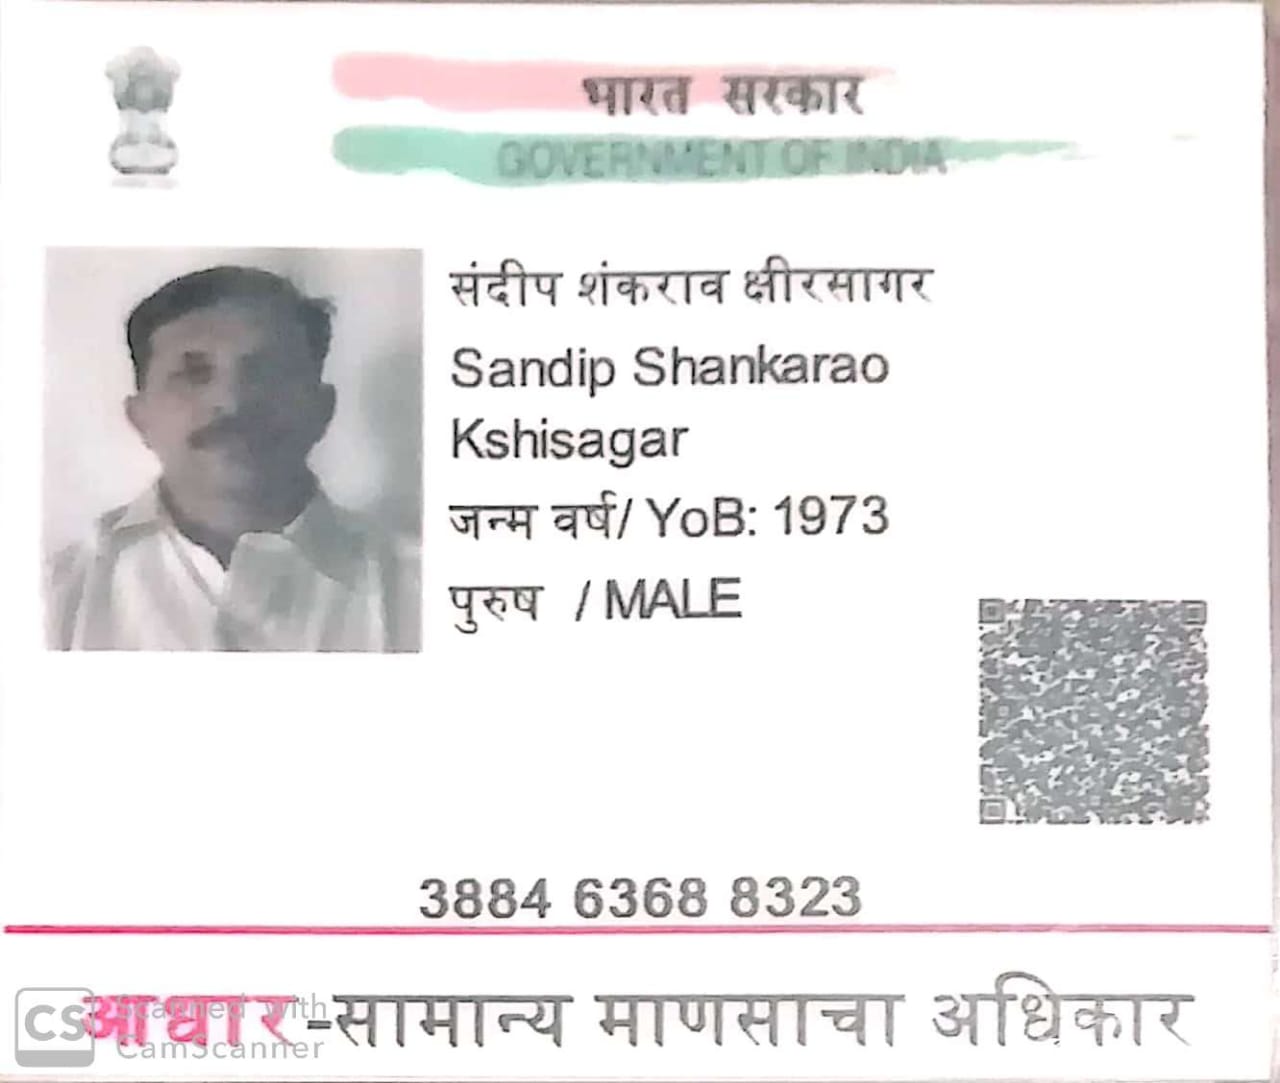 भारत सरकार
GOVERNMENT OF INDIA
संदीप शंकराव क्षीरसागर
Sandip Shankarao
Kshisagar
जन्म वर्ष/ YoB: 1973
पुरुष / MALE
3884 6368 8323
आधार-सामान्य माणसाचा अधिकार
CS Scanned with
CamScanner